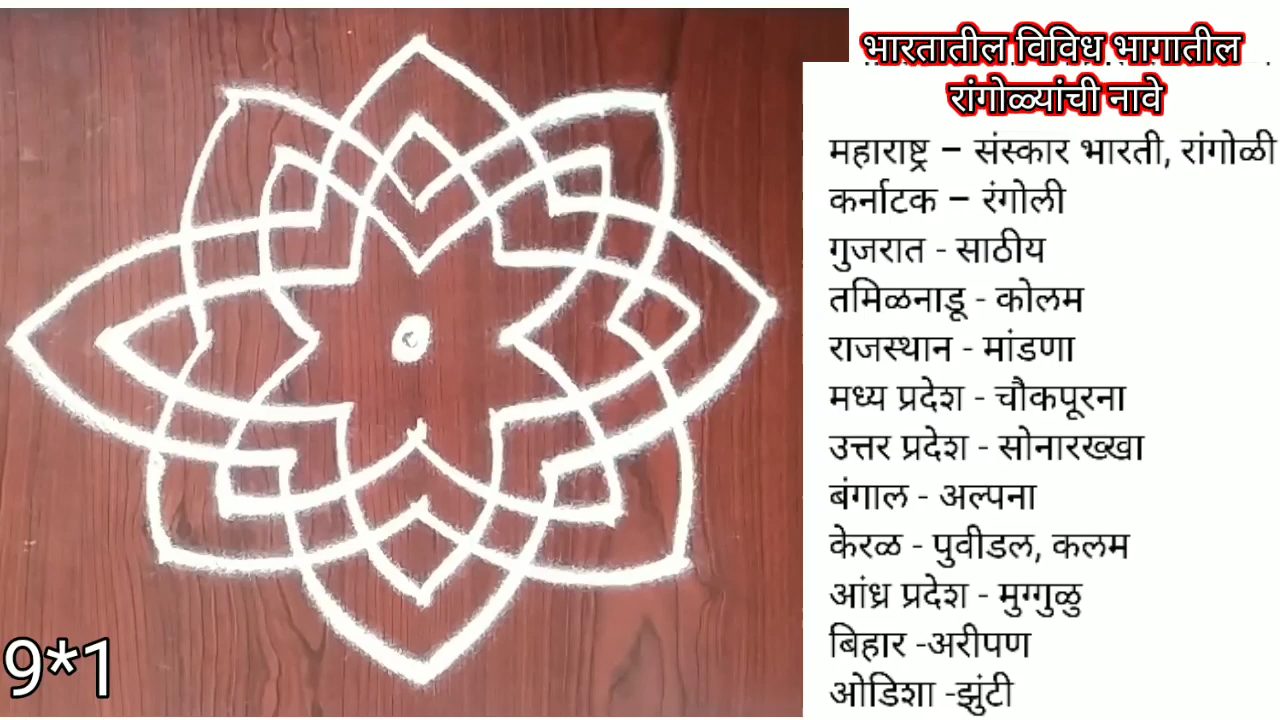 भारतातील विविध भागातील
रांगोळ्यांची नावे
महाराष्ट्र – संस्कार भारती, रांगोळी
कर्नाटक – रंगोली
गुजरात - साठीय
तमिळनाडू - कोलम
राजस्थान - मांडणा
मध्य प्रदेश - चौकपूरना
उत्तर प्रदेश - सोनारख्खा
बंगाल - अल्पना
केरळ - पुवीडल, कलम
आंध्र प्रदेश - मुग्गुळु
बिहार -अरीपण
ओडिशा -झुंटी
9*1